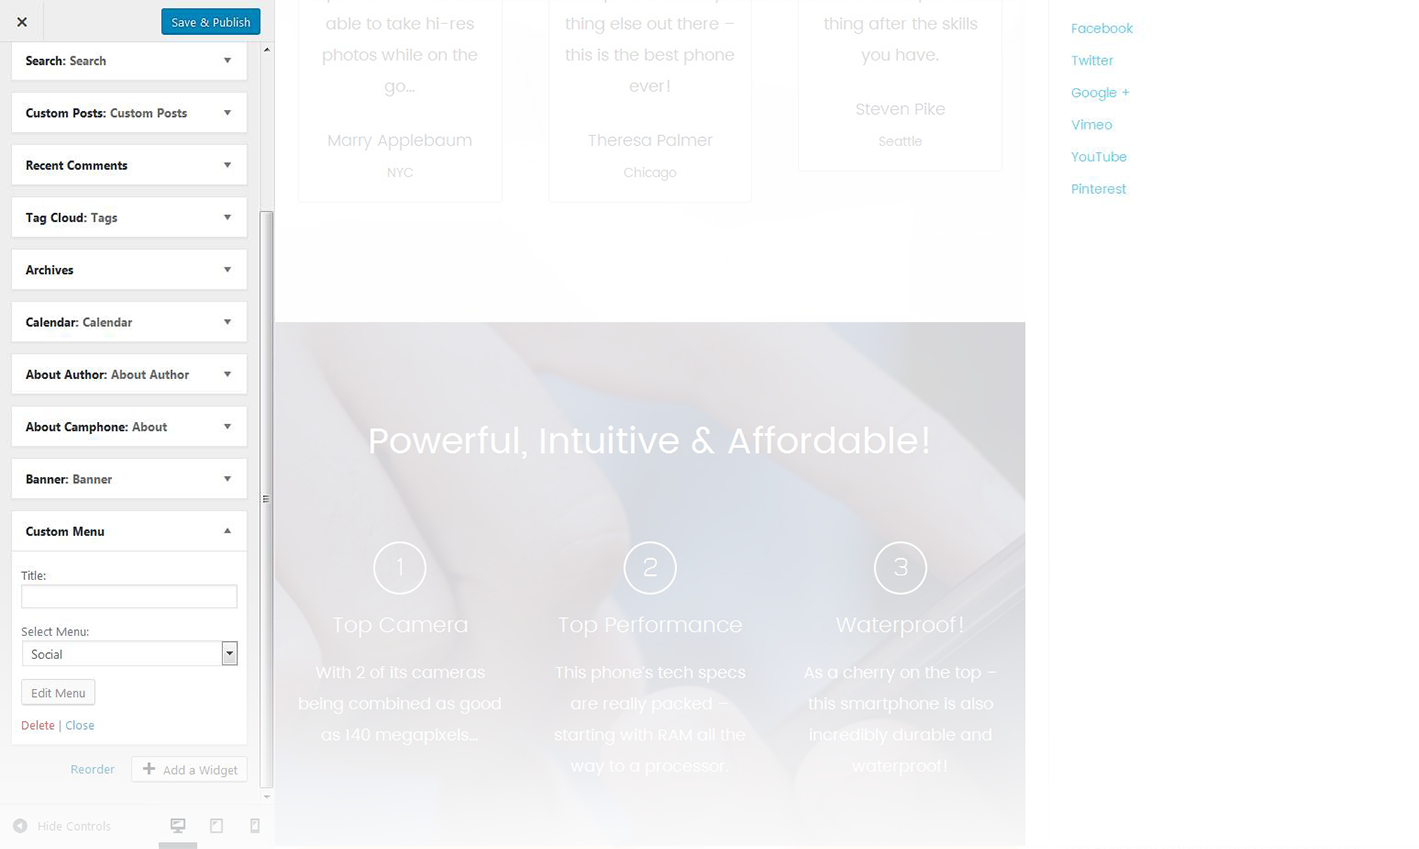 Save & Publish
Search: Search
Custom Posts: Custom Posts
Recent Comments
Tag Cloud: Tags
Archives
Calendar: Calendar
About Author: About Author
About Camphone: About
Banner: Banner
Custom Menu
Title:
Select Menu:
Social
Edit Menu
Delete | Close
Reorder
Add a Widget
Hide Controls
able to take hi-res
photos while on the
go...
Marry Applebaum
NYC
thing else out there –
this is the best phone
ever!
Theresa Palmer
Chicago
thing after the skills
you have.
Steven Pike
Seattle
Facebook
Twitter
Google +
Vimeo
YouTube
Pinterest
Powerful, Intuitive & Affordable!
1
Top Camera
With 2 of its cameras
being combined as good
as 140 megapixels...
2
Top Performance
This phone's tech specs
are really packed –
starting with RAM all the
way to a processor.
3
Waterproof!
As a cherry on the top –
this smartphone is also
incredibly durable and
waterproof!